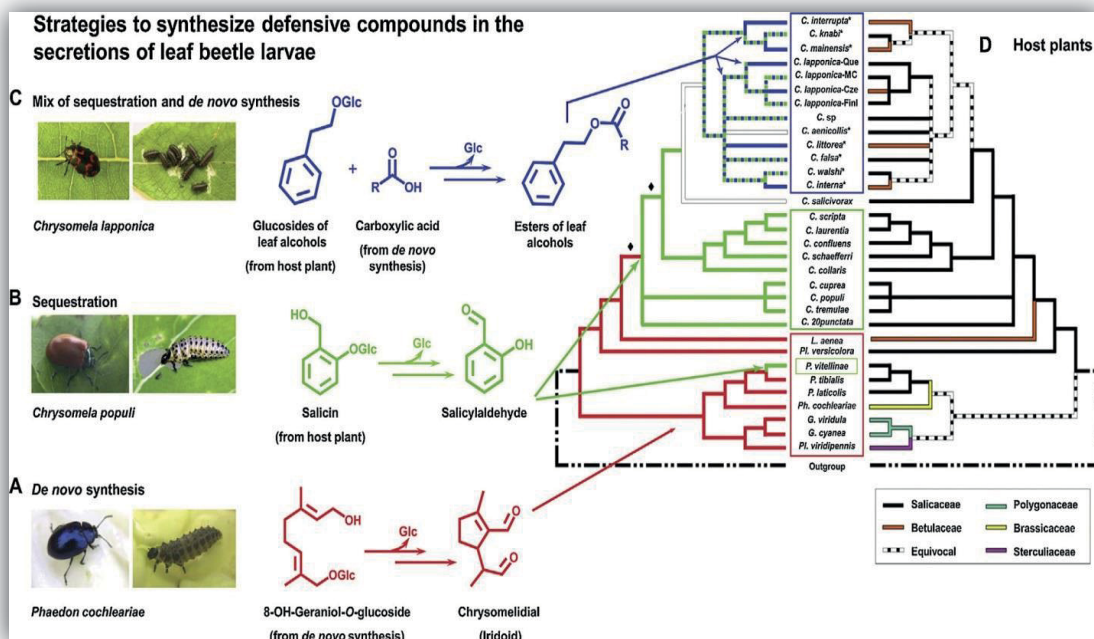 Strategies to synthesize defensive compounds in the
secretions of leaf beetle larvae
C Mix of sequestration and de novo synthesis
Chrysomela lapponica
OGlc
Glucosides of
leaf alcohols
(from host plant)
+
O
R
OH
Carboxylic acid
(from de novo
synthesis)
Glc
O
O
R
Esters of leaf
alcohols
B Sequestration
Chrysomela populi
HO
OGlc
Salicin
(from host plant)
Glc
O
OH
Salicylaldehyde
A De novo synthesis
Phaedon cochleariae
OH
OGlc
8-OH-Geraniol-O-glucoside
(from de novo synthesis)
Glc
O
O
Chrysomelidial
(Iridoid)
D Host plants
C. interrupta*
C. knabi*
C. mainensis*
C. lapponica-Que
C. lapponica-MC
C. lapponica-Cze
C. lapponica-Finl
C. sp
C. aenicollis*
C. littorea*
C. falsa*
C. walshi*
C. interna*
C. salicivorax
C. scripta
C. laurentia
C. confluens
C. schaefferri
C. collaris
C. cuprea
C. populi
C. tremulae
C. 20punctata
L. aenea
Pl. versicolora
P. vitellinae
P. tibialis
P. laticolis
Ph. cochleariae
G. viridula
G. cyanea
Pl. viridipennis
Outgroup
Salicaceae
Betulaceae
Equivocal
Polygonaceae
Brassicaceae
Sterculiaceae